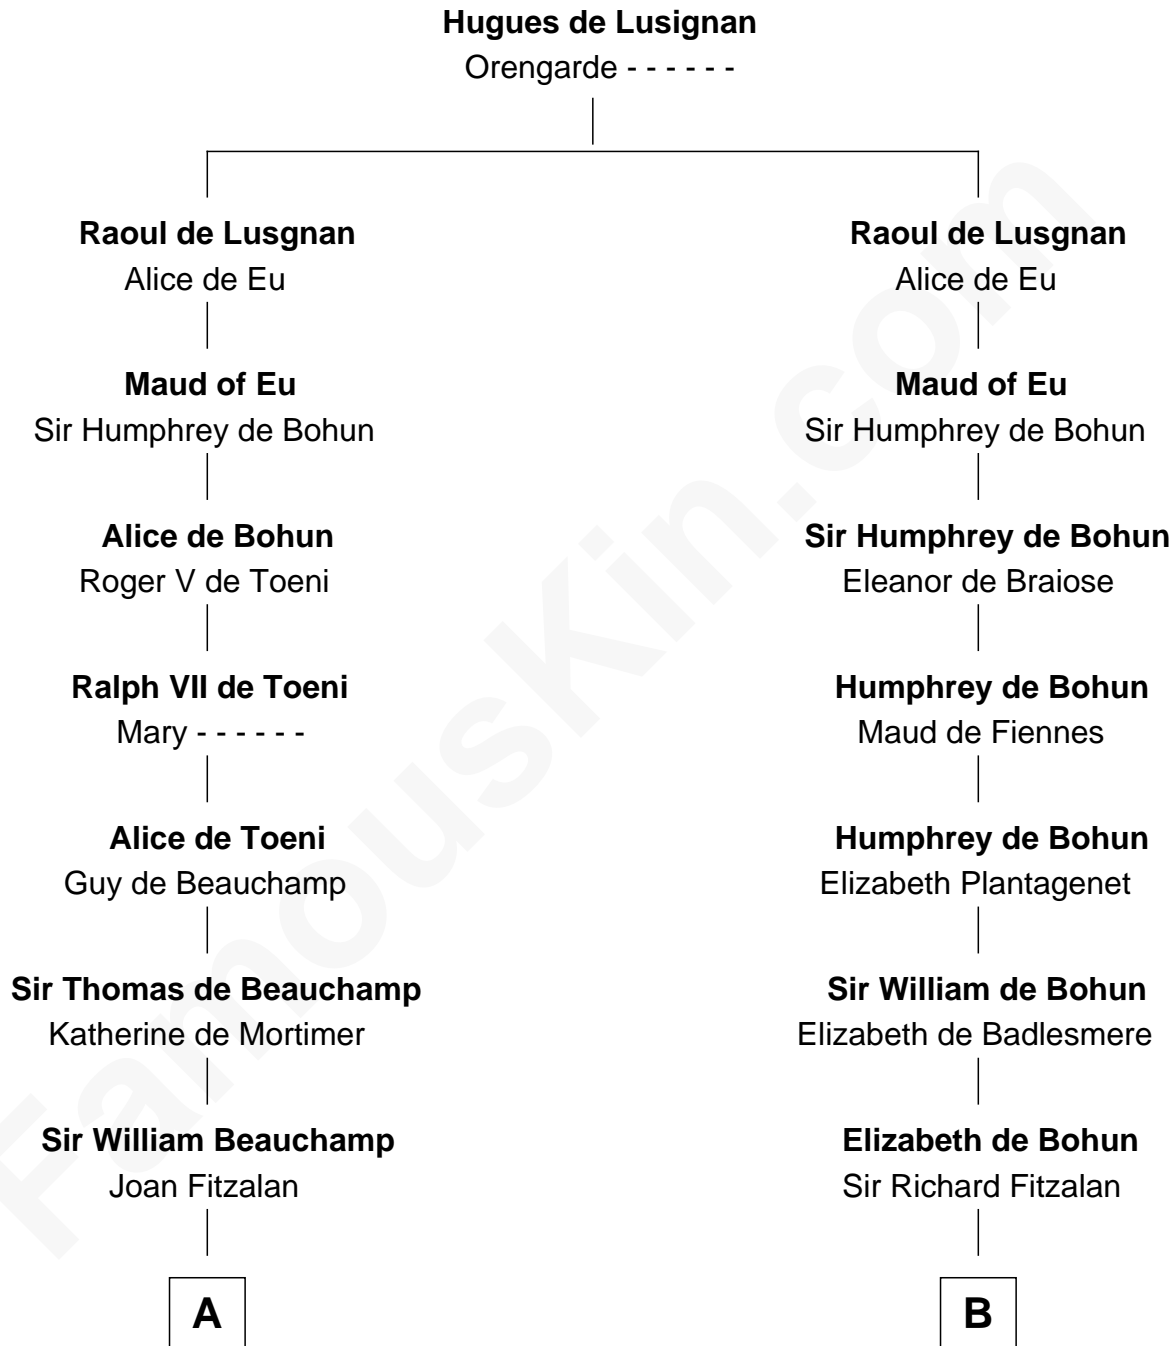 Hugues de Lusignan
Orengarde - - - - - -
Raoul de Lusgnan
Alice de Eu
Raoul de Lusgnan
Alice de Eu
Maud of Eu
Sir Humphrey de Bohun
Maud of Eu
Sir Humphrey de Bohun
Alice de Bohun
Roger V de Toeni
Sir Humphrey de Bohun
Eleanor de Braiose
Ralph VII de Toeni
Mary - - - - - -
Humphrey de Bohun
Maud de Fiennes
Alice de Toeni
Guy de Beauchamp
Humphrey de Bohun
Elizabeth Plantagenet
Sir Thomas de Beauchamp
Katherine de Mortimer
Sir William de Bohun
Elizabeth de Badlesmere
Sir William Beauchamp
Joan Fitzalan
Elizabeth de Bohun
Sir Richard Fitzalan
A
B
FamousKin.com